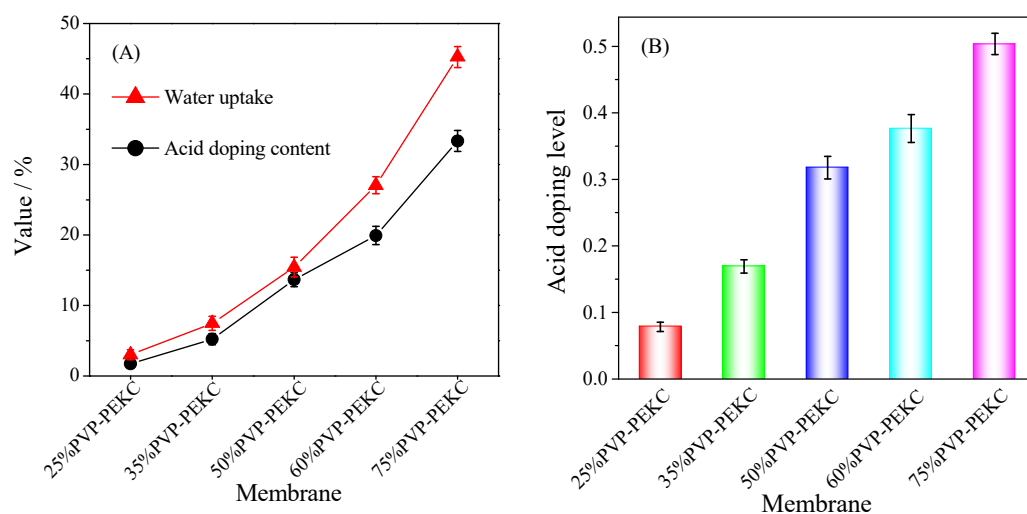 (A)
Water uptake
Acid doping content
Value / %
50
40
30
20
10
0
25%PVP-PEKC
35%PVP-PEKC
50%PVP-PEKC
60%PVP-PEKC
75%PVP-PEKC
Membrane
(B)
Acid doping level
0.5
0.4
0.3
0.2
0.1
0.0
25%PVP-PEKC
35%PVP-PEKC
50%PVP-PEKC
60%PVP-PEKC
75%PVP-PEKC
Membrane